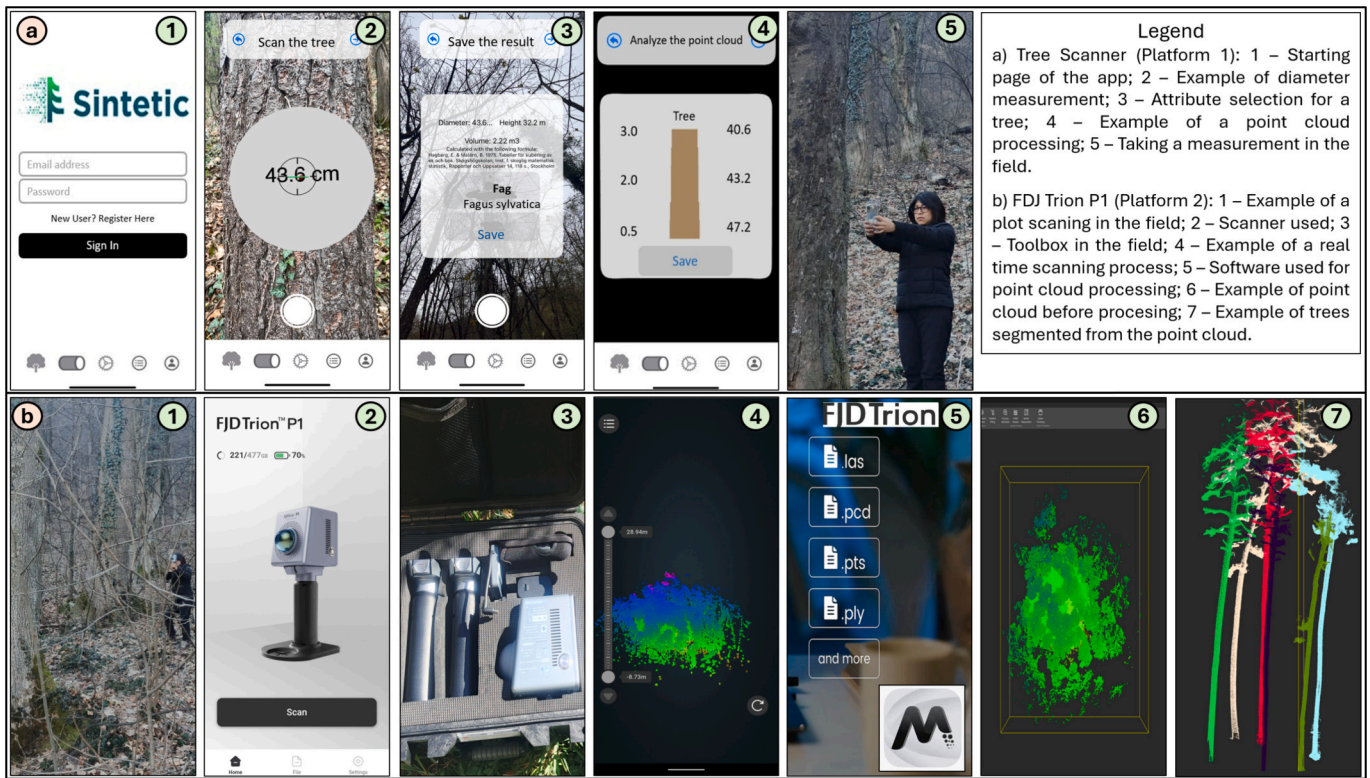 a
1
Sintetic
Email address
Password
New User? Register Here
Sign In
2
Scan the tree
43.6 cm
3
Save the result
Diameter: 43.6... Height 32.2 m
Volume: 2.22 m3
Calculated with the following formula:
Fag
Fagus sylvatica
Save
4
Analyze the point cloud
Tree
3.0 40.6
2.0 43.2
0.5 47.2
Save
5
Legend
a) Tree Scanner (Platform 1): 1 – Starting
page of the app; 2 – Example of diameter
measurement; 3 – Attribute selection for a
tree; 4 – Example of a point cloud
processing; 5 – Taking a measurement in the
field.
b) FDJ Trion P1 (Platform 2): 1 – Example of a
plot scaning in the field; 2 – Scanner used; 3
– Toolbox in the field; 4 – Example of a real
time scanning process; 5 – Software used for
point cloud processing; 6 – Example of point
cloud before procesing; 7 – Example of trees
segmented from the point cloud.
b
1
2
FJDTrion™ P1
221/477GB 70%
Scan
Home File Settings
3
4
28.94m
-8.73m
5
FJDTrion
.las
.pcd
.pts
.ply
and more
M
6
7